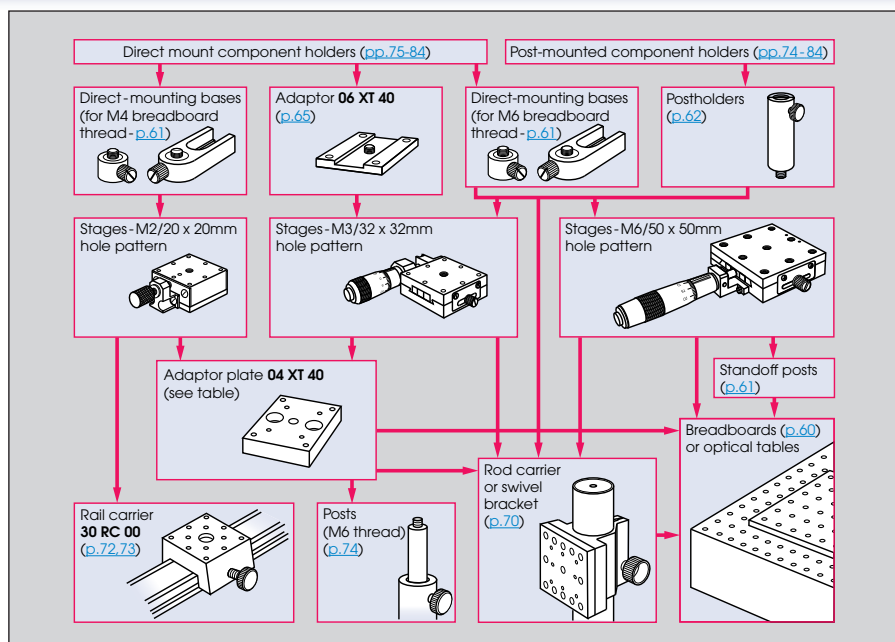 Direct mount component holders (pp.75-84)
Post-mounted component holders (pp.74-84)
Direct-mounting bases
(for M4 breadboard
thread-p.61)
Adaptor 06 XT 40
(p.65)
Direct-mounting bases
(for M6 breadboard
thread-p.61)
Postholders
(p.62)
Stages-M2/20 x 20mm
hole pattern
Stages-M3/32 x 32mm
hole pattern
Stages-M6/50 x 50mm
hole pattern
Adaptor plate 04 XT 40
(see table)
Standoff posts
(p.61)
Breadboards (p.60)
or optical tables
Rail carrier
30 RC 00
(p.72,73)
Posts
(M6 thread)
(p.74)
Rod carrier
or swivel
bracket
(p.70)